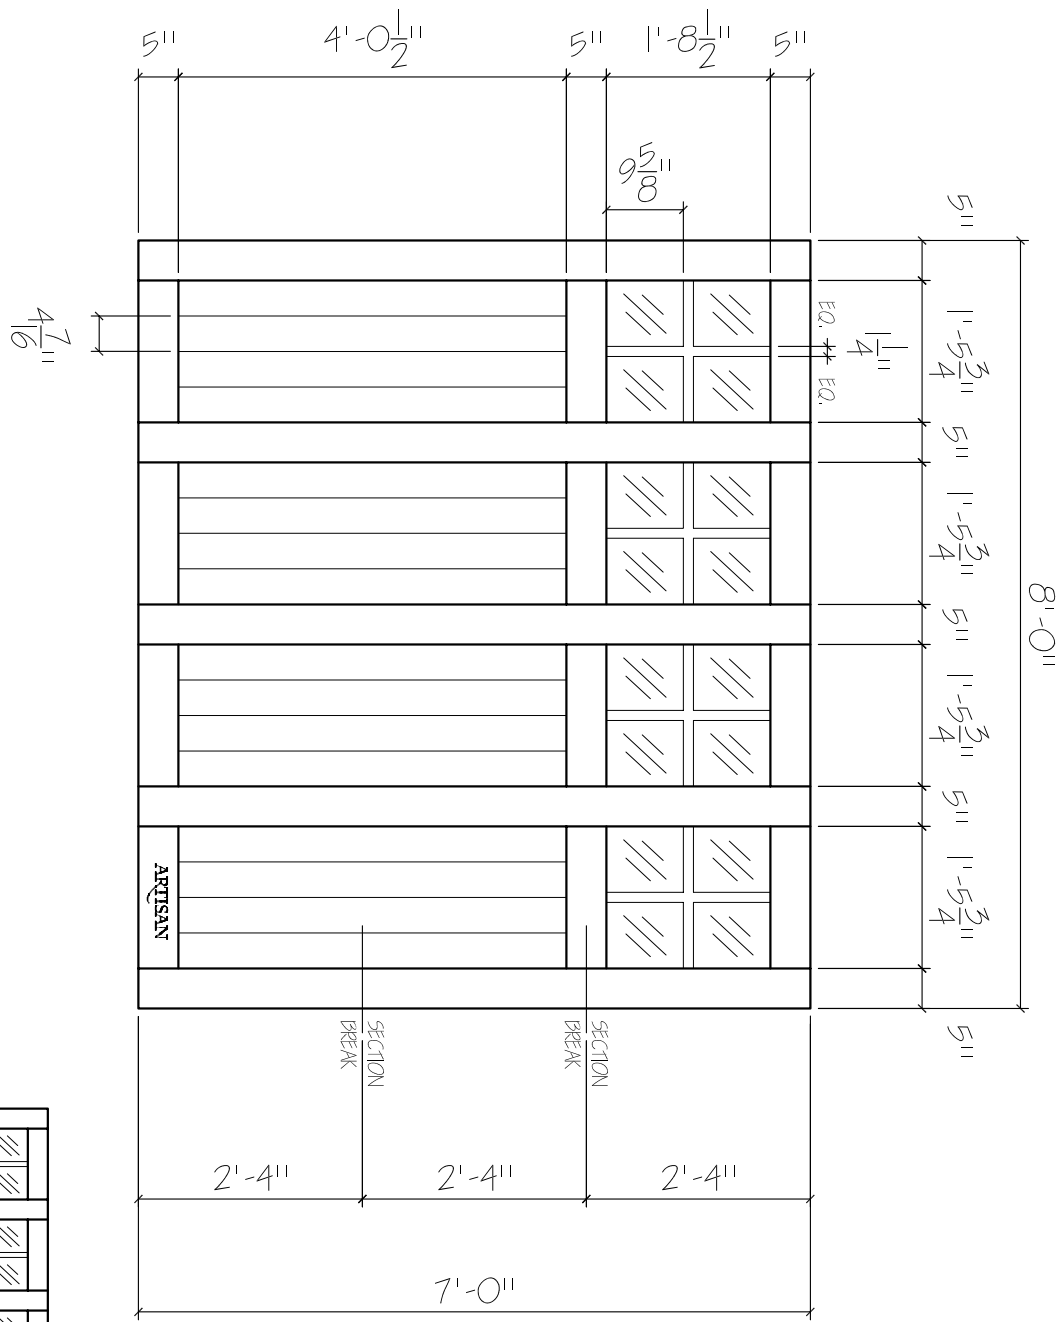 5" 4'-0 1/2" 5" 1'-8 1/2" 5"
9 5/8"
5"
1'-5 3/4"
5"
1'-5 3/4"
5"
1'-5 3/4"
5"
1'-5 3/4"
5"
8'-0"
EQ. 1 1/4" EQ.
4 7/16"
ARTISAN
SECTION
BREAK
SECTION
BREAK
2'-4" 2'-4" 2'-4"
7'-0"